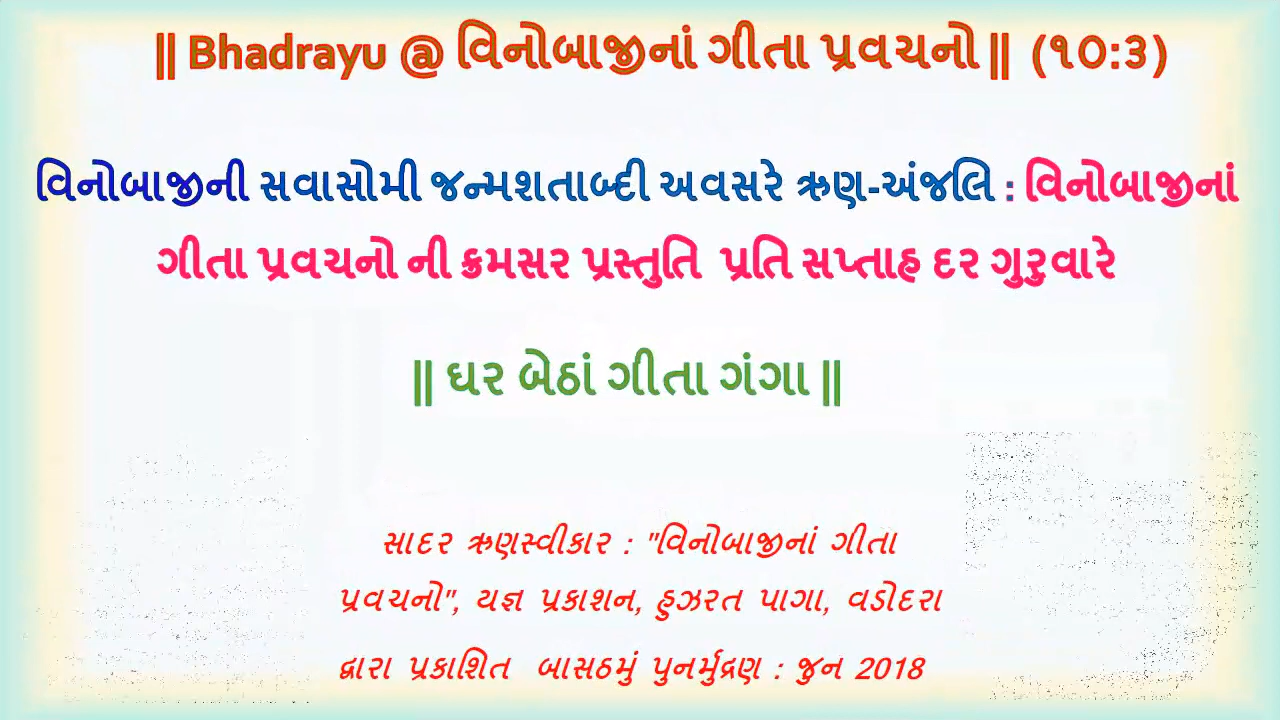 || Bhadrayu @ વિનોબાજીનાં ગીતા પ્રવચનો || (૧૦:૩)
વિનોબાજીની સવાસોમી જન્મશતાબ્દી અવસરે ઋણ-અંજલિ : વિનોબાજીનાં
ગીતા પ્રવચનો ની ક્રમસર પ્રસ્તુતિ પ્રતિ સપ્તાહ દર ગુરુવારે
|| ઘર બેઠાં ગીતા ગંગા ||
સાદર ઋણસ્વીકાર : "વિનોબાજીનાં ગીતા
પ્રવચનો", યજ્ઞ પ્રકાશન, હુઝરત પાગા, વડોદરા
દ્વારા પ્રકાશિત બાસઠમું પુનર્મુદ્રણ : જુન 2018